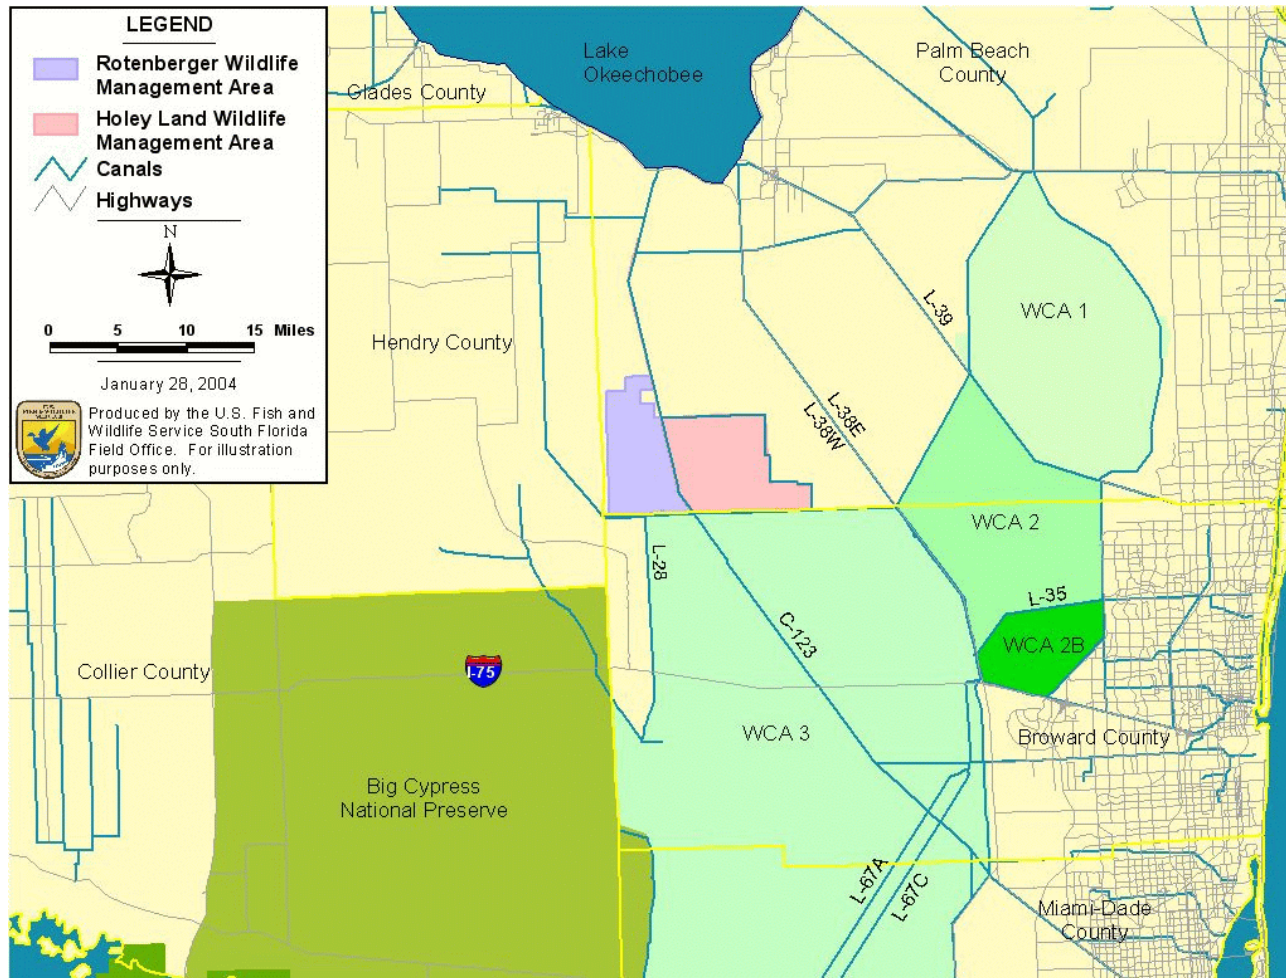 LEGEND
Rotenberger Wildlife
Management Area
Holey Land Wildlife
Management Area
Canals
Highways
N
0 5 10 15 Miles
January 28, 2004
Produced by the U.S. Fish and
Wildlife Service South Florida
Field Office. For illustration
purposes only.
Lake
Okeechobee
Palm Beach
County
Glades County
Hendry County
WCA 1
L-39
L-38E
L-38W
WCA 2
L-28
L-35
C-123
WCA 2B
Collier County
I-75
WCA 3
Broward County
Big Cypress
National Preserve
L-67A
L-67C
Miami-Dade
County